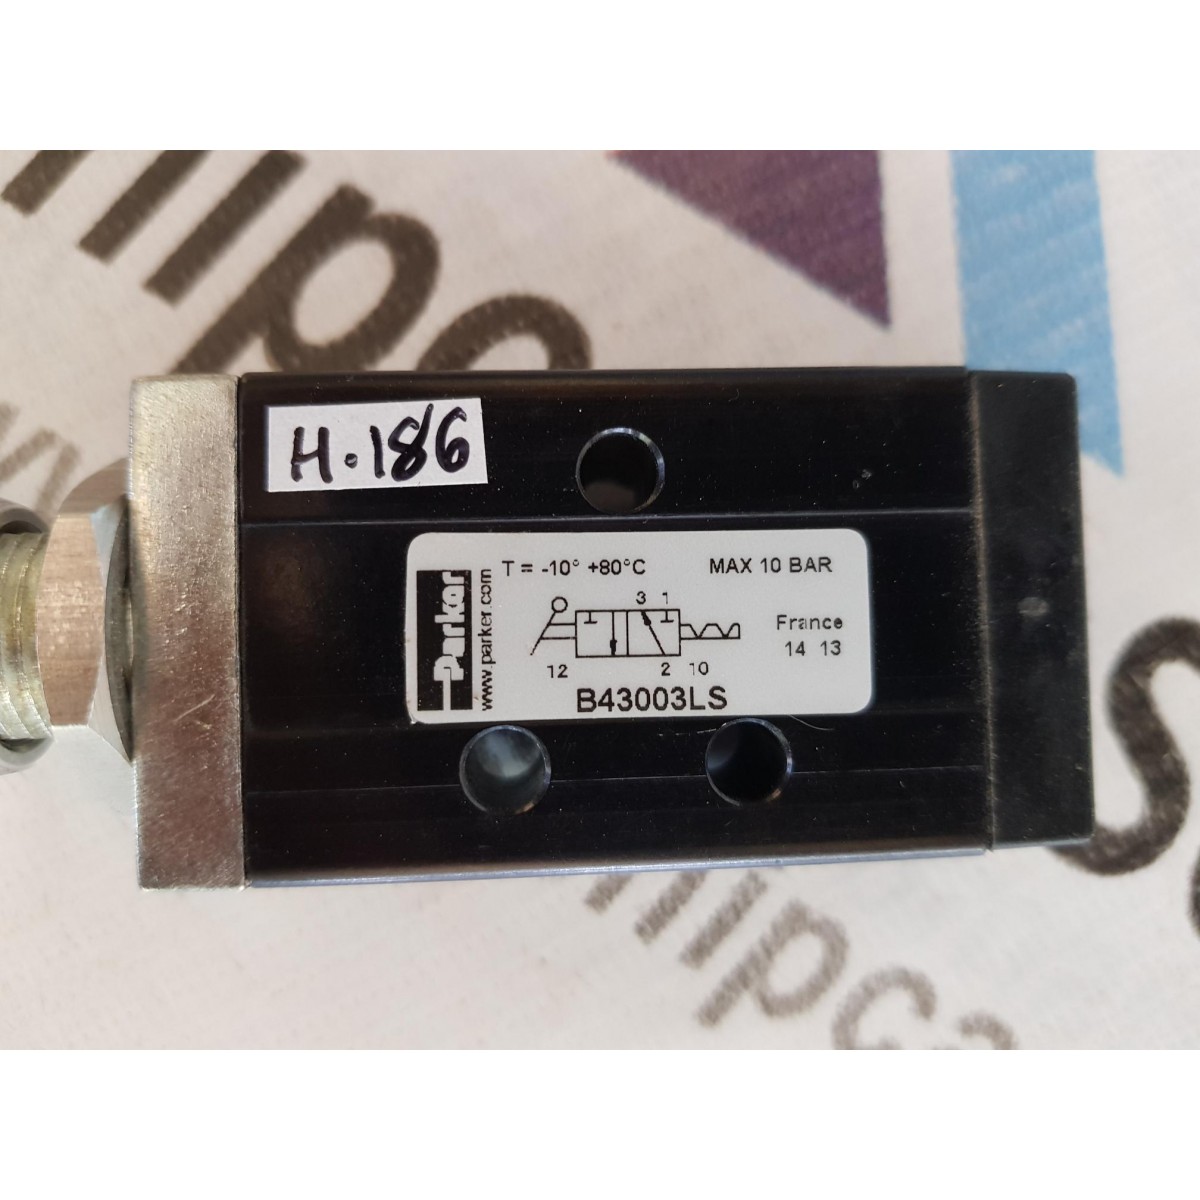 H.186
T = -10° +80°C MAX 10 BAR
Parker
www.parker.com
3 1
France
14 13
12 2 10
B43003LS